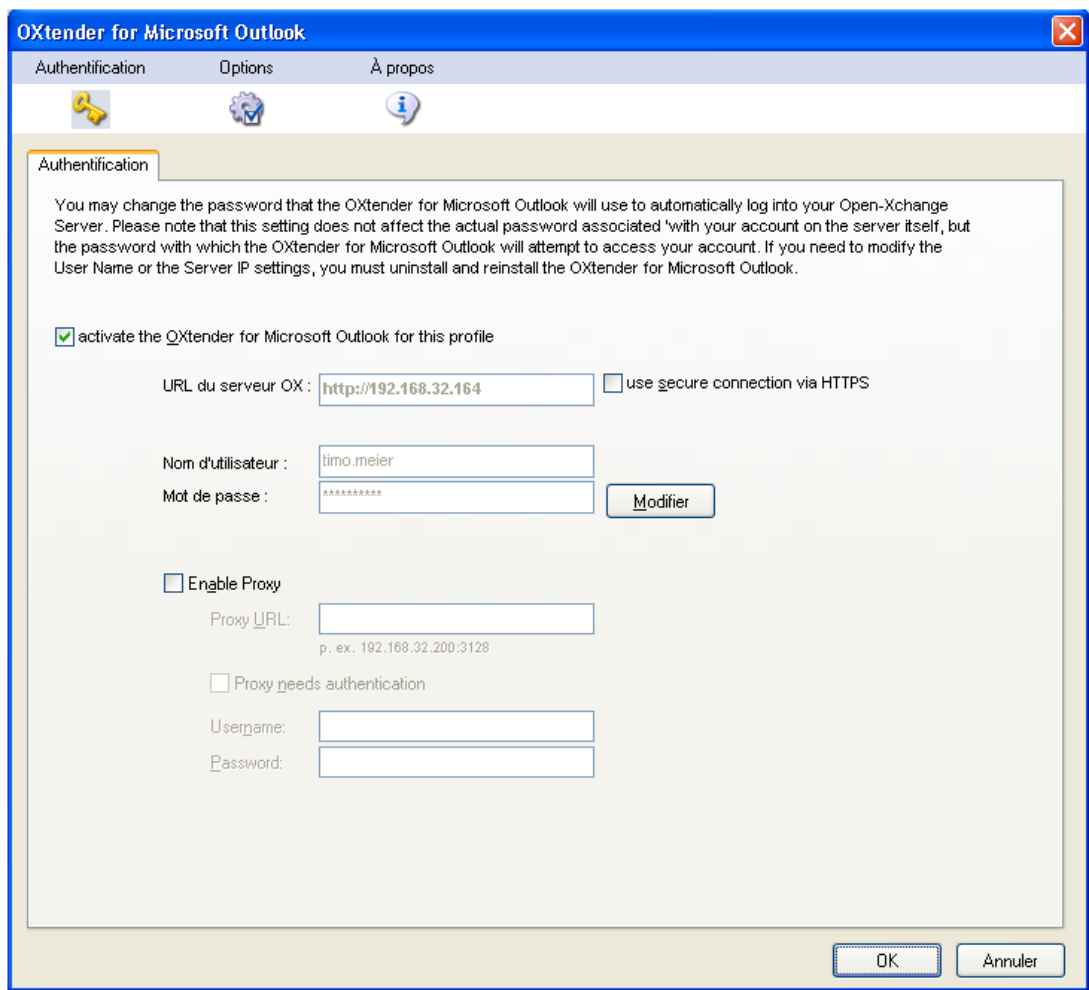 OXtender for Microsoft Outlook
Authentification Options À propos
Authentification
You may change the password that the OXtender for Microsoft Outlook will use to automatically log into your Open-Xchange
Server. Please note that this setting does not affect the actual password associated 'with your account on the server itself, but
the password with which the OXtender for Microsoft Outlook will attempt to access your account. If you need to modify the
User Name or the Server IP settings, you must uninstall and reinstall the OXtender for Microsoft Outlook.
activate the OXtender for Microsoft Outlook for this profile
URL du serveur OX : http://192.168.32.164 use secure connection via HTTPS
Nom d'utilisateur : timo.meier
Mot de passe : ********** Modifier
Enable Proxy
Proxy URL:
p. ex. 192.168.32.200:3128
Proxy needs authentication
Username:
Password:
OK Annuler